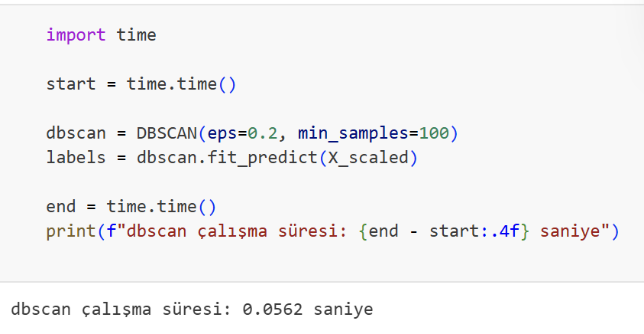 import time
start = time.time()
dbscan = DBSCAN(eps=0.2, min_samples=100)
labels = dbscan.fit_predict(X_scaled)
end = time.time()
print(f"dbscan çalışma süresi: {end - start:.4f} saniye")
dbscan çalışma süresi: 0.0562 saniye